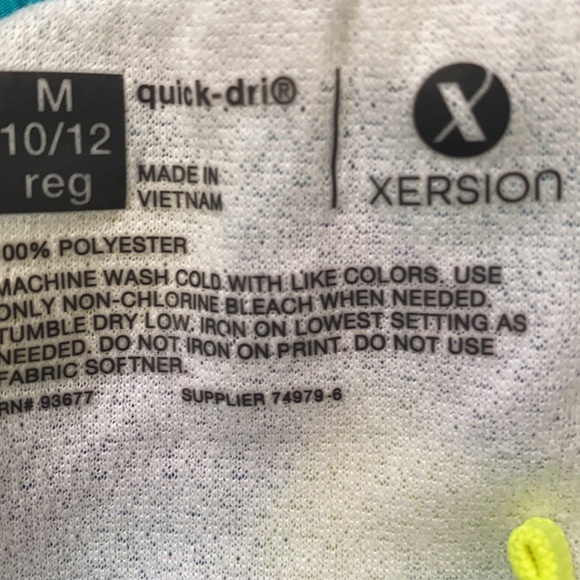 M
10/12
reg
quick-dri®
MADE IN
VIETNAM
X
XERSION
00% POLYESTER
MACHINE WASH COLD WITH LIKE COLORS. USE
ONLY NON-CHLORINE BLEACH WHEN NEEDED.
TUMBLE DRY LOW. IRON ON LOWEST SETTING AS
NEEDED. DO NOT IRON ON PRINT. DO NOT USE
FABRIC SOFTNER.
RN# 93677 SUPPLIER 74979-6